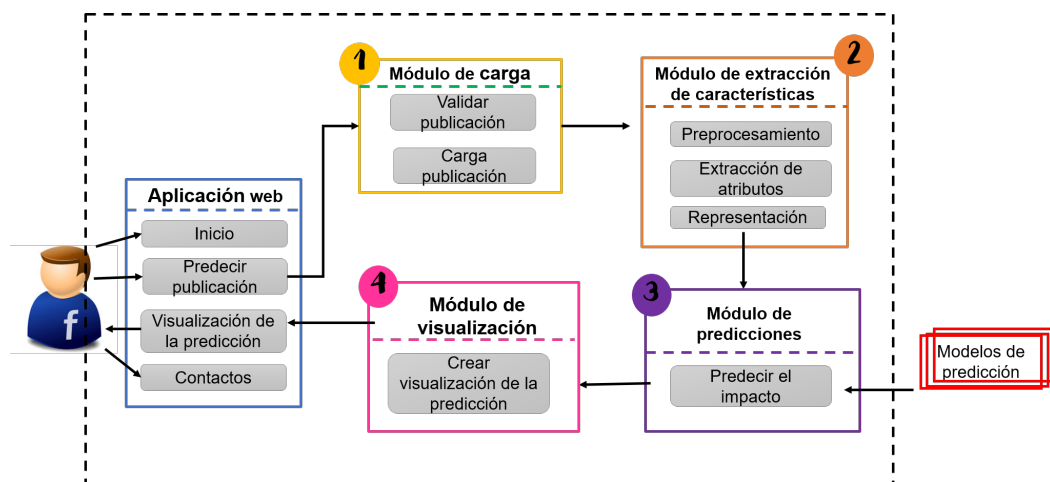 1
Módulo de carga
Validar
publicación
Carga
publicación
2
Módulo de extracción
de características
Preprocesamiento
Extracción de
atributos
Representación
Aplicación web
Inicio
Predecir
publicación
Visualización de
la predicción
Contactos
f
4
Módulo de
visualización
Crear
visualización de la
predicción
3
Módulo de
predicciones
Predecir el
impacto
Modelos de
predicción